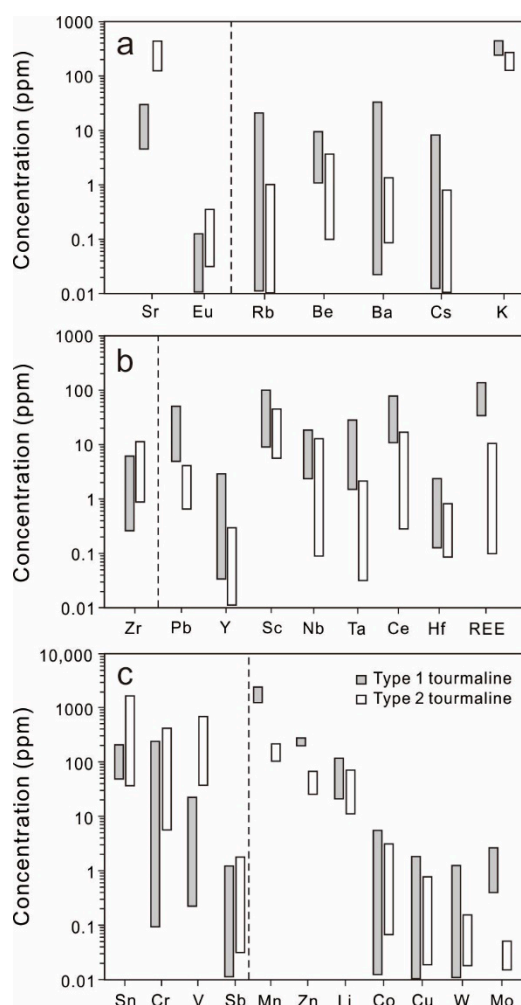 a
Concentration (ppm)
1000
100
10
1
0.1
0.01
Sr Eu Rb Be Ba Cs K
b
Concentration (ppm)
1000
100
10
1
0.1
0.01
Zr Pb Y Sc Nb Ta Ce Hf REE
c
Type 1 tourmaline
Type 2 tourmaline
Concentration (ppm)
10,000
1000
100
10
1
0.1
0.01
Sn Cr V Sb Mn Zn Li Co Cu W Mo